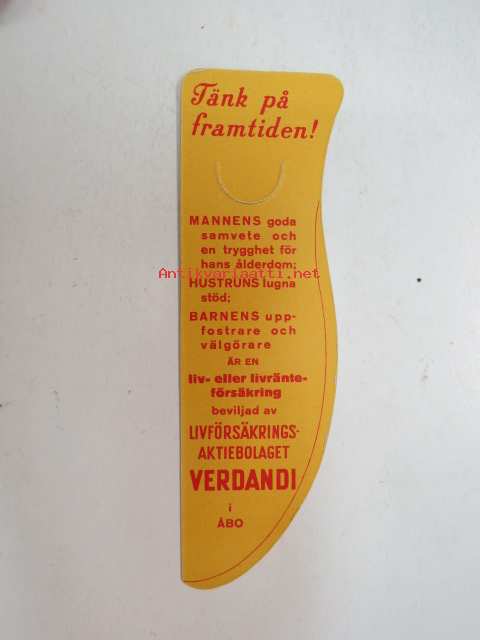 Tänk på
framtiden!
MANNENS goda
samvete och
en trygghet för
hans ålderdom;
Antikvariaatti.net
HUSTRUNS lugna
stöd;
BARNENS upp-
fostrare och
välgörare
ÄR EN
liv- eller livränte-
försäkring
beviljad av
LIVFÖRSÄKRINGS-
AKTIEBOLAGET
VERDANDI
i
ÅBO